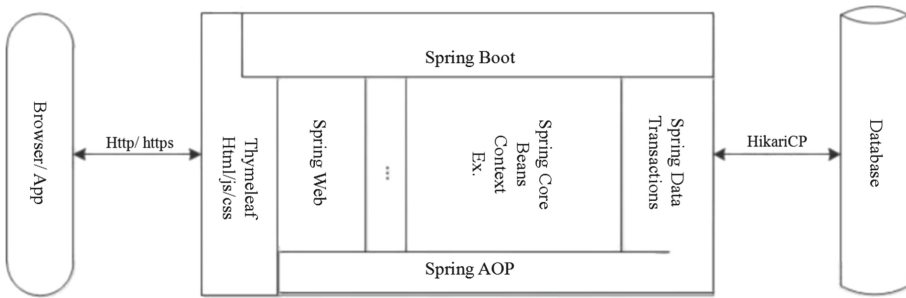 Browser/ App
Http/ https
Spring Boot
Thymeleaf
Html/js/css
Spring Web
...
Spring Core
Beans
Context
Ex.
Spring Data
Transactions
Spring AOP
HikariCP
Database